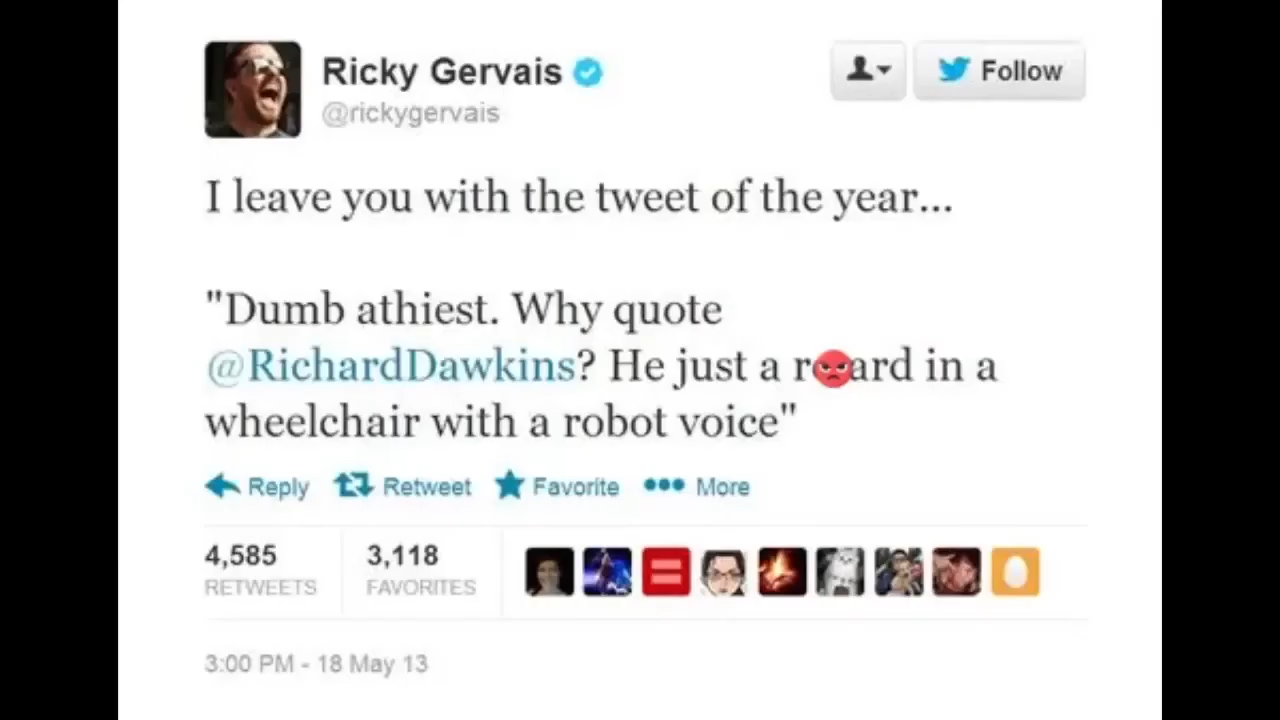 Ricky Gervais
@rickygervais
Follow
I leave you with the tweet of the year...
"Dumb athiest. Why quote
@RichardDawkins? He just a r😡ard in a
wheelchair with a robot voice"
Reply Retweet Favorite More
4,585 3,118
RETWEETS FAVORITES
3:00 PM - 18 May 13